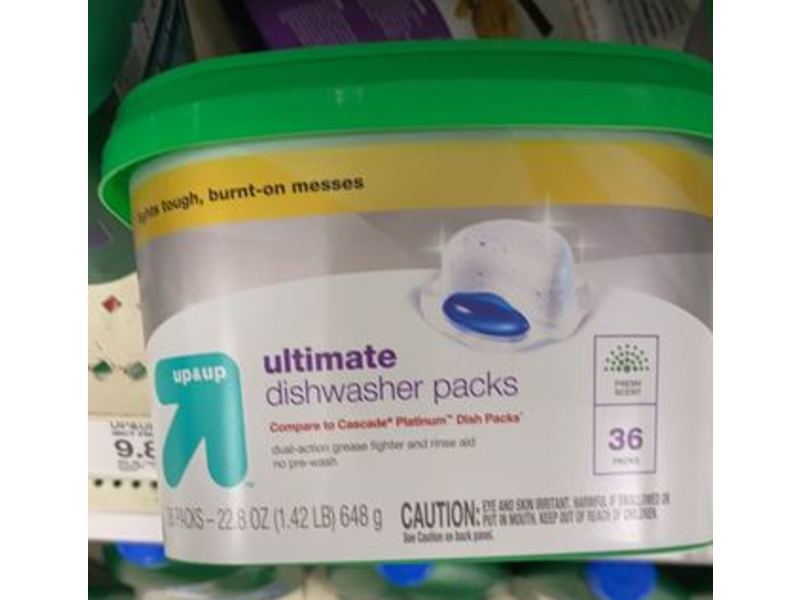 tough, burnt-on messes
up&up
ultimate
dishwasher packs
Compare to Cascade® Platinum™ Dish Packs*
dual-action grease fighter and rinse aid
no pre-wash
FRESH
SCENT
36
PACKS
PACKS – 22.8 OZ (1.42 LB) 648 g
CAUTION: EYE AND SKIN IRRITANT. HARMFUL IF SWALLOWED OR
PUT IN MOUTH. KEEP OUT OF REACH OF CHILDREN.
See Caution on back panel.
9.8